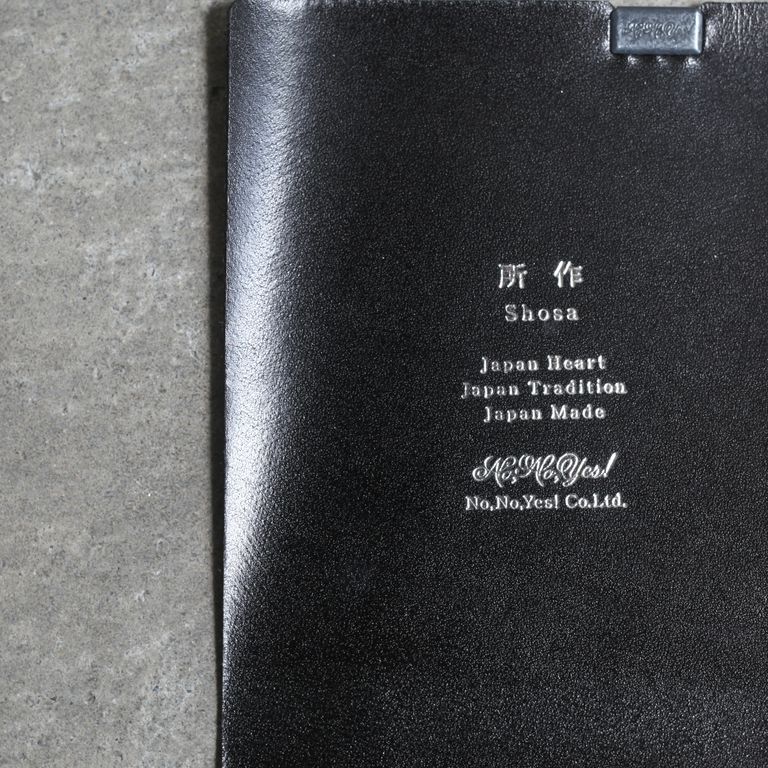 所作
Shosa
Japan Heart
Japan Tradition
Japan Made
No,No,Yes!
No,No,Yes! Co.Ltd.